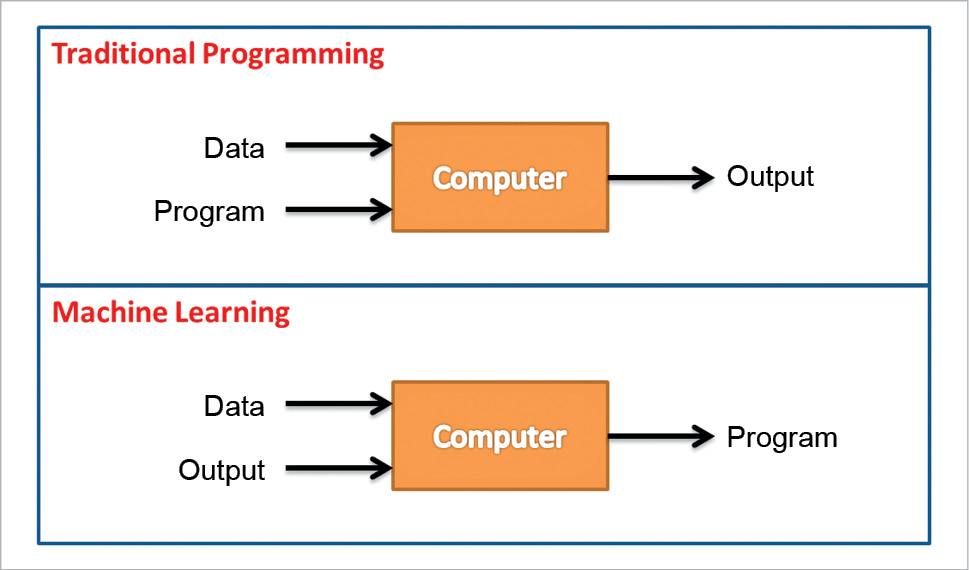 Traditional Programming
Data
Program
Computer
Output
Machine Learning
Data
Output
Computer
Program